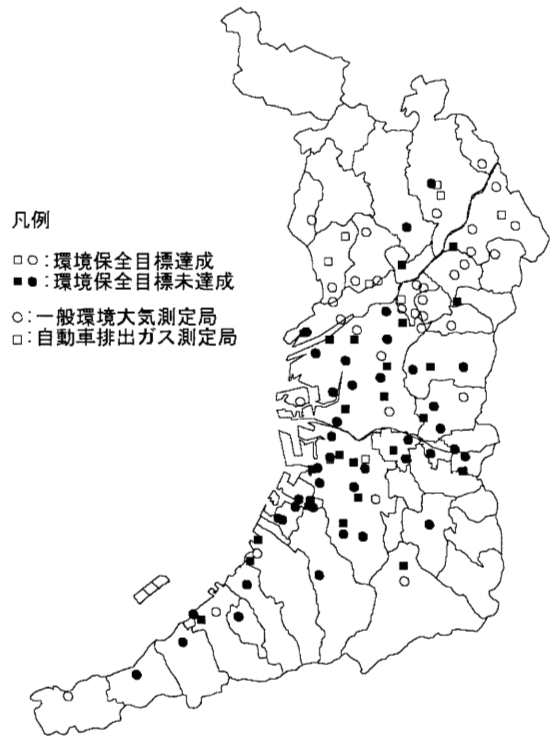 凡例
□○:環境保全目標達成
■●:環境保全目標未達成
○:一般環境大気測定局
□:自動車排出ガス測定局